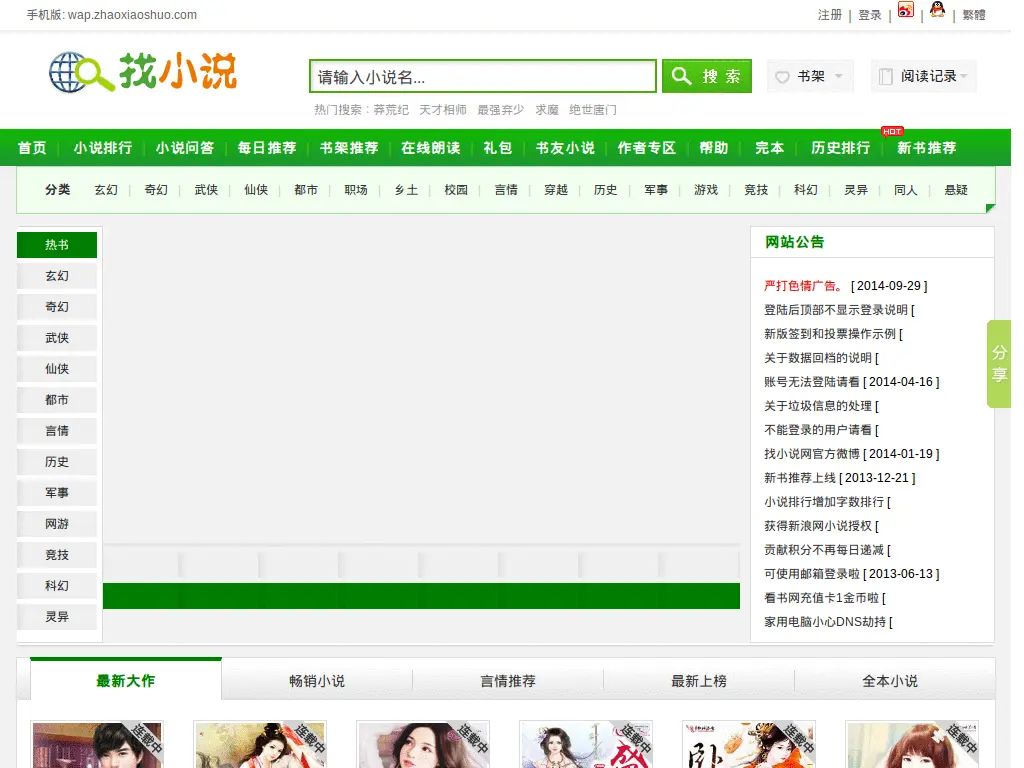 手机版: wap.zhaoxiaoshuo.com
注册 | 登录 | | | 繁體
找小说
请输入小说名...
搜 索
书架
阅读记录
热门搜索：莽荒纪 天才相师 最强弃少 求魔 绝世唐门
HOT
首页 小说排行 小说问答 每日推荐 书架推荐 在线朗读 礼包 书友小说 作者专区 帮助 完本 历史排行 新书推荐
分类 玄幻 | 奇幻 | 武侠 | 仙侠 | 都市 | 职场 | 乡土 | 校园 | 言情 | 穿越 | 历史 | 军事 | 游戏 | 竞技 | 科幻 | 灵异 | 同人 | 悬疑
热书
玄幻
奇幻
武侠
仙侠
都市
言情
历史
军事
网游
竞技
科幻
灵异
网站公告
严打色情广告。 [ 2014-09-29 ]
登陆后顶部不显示登录说明 [
新版签到和投票操作示例 [
关于数据回档的说明 [
账号无法登陆请看 [ 2014-04-16 ]
关于垃圾信息的处理 [
不能登录的用户请看 [
找小说网官方微博 [ 2014-01-19 ]
新书推荐上线 [ 2013-12-21 ]
小说排行增加字数排行 [
获得新浪网小说授权 [
贡献积分不再每日递减 [
可使用邮箱登录啦 [ 2013-06-13 ]
看书网充值卡1金币啦 [
家用电脑小心DNS劫持 [
分享
最新大作 畅销小说 言情推荐 最新上榜 全本小说
连载中 连载中 连载中 连载中 连载中 连载中
盛
卧